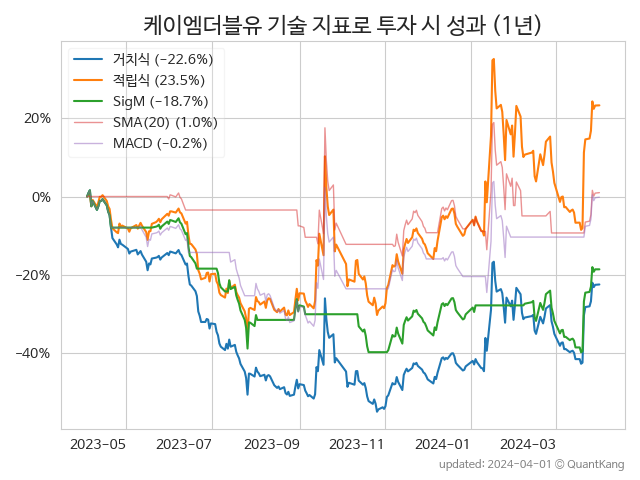 케이엠더블유 기술 지표로 투자 시 성과 (1년)
거치식 (−22.6%)
적립식 (23.5%)
SigM (−18.7%)
SMA(20) (1.0%)
MACD (−0.2%)
20%
0%
−20%
−40%
2023−05 2023−07 2023−09 2023−11 2024−01 2024−03
updated: 2024−04−01 © QuantKang